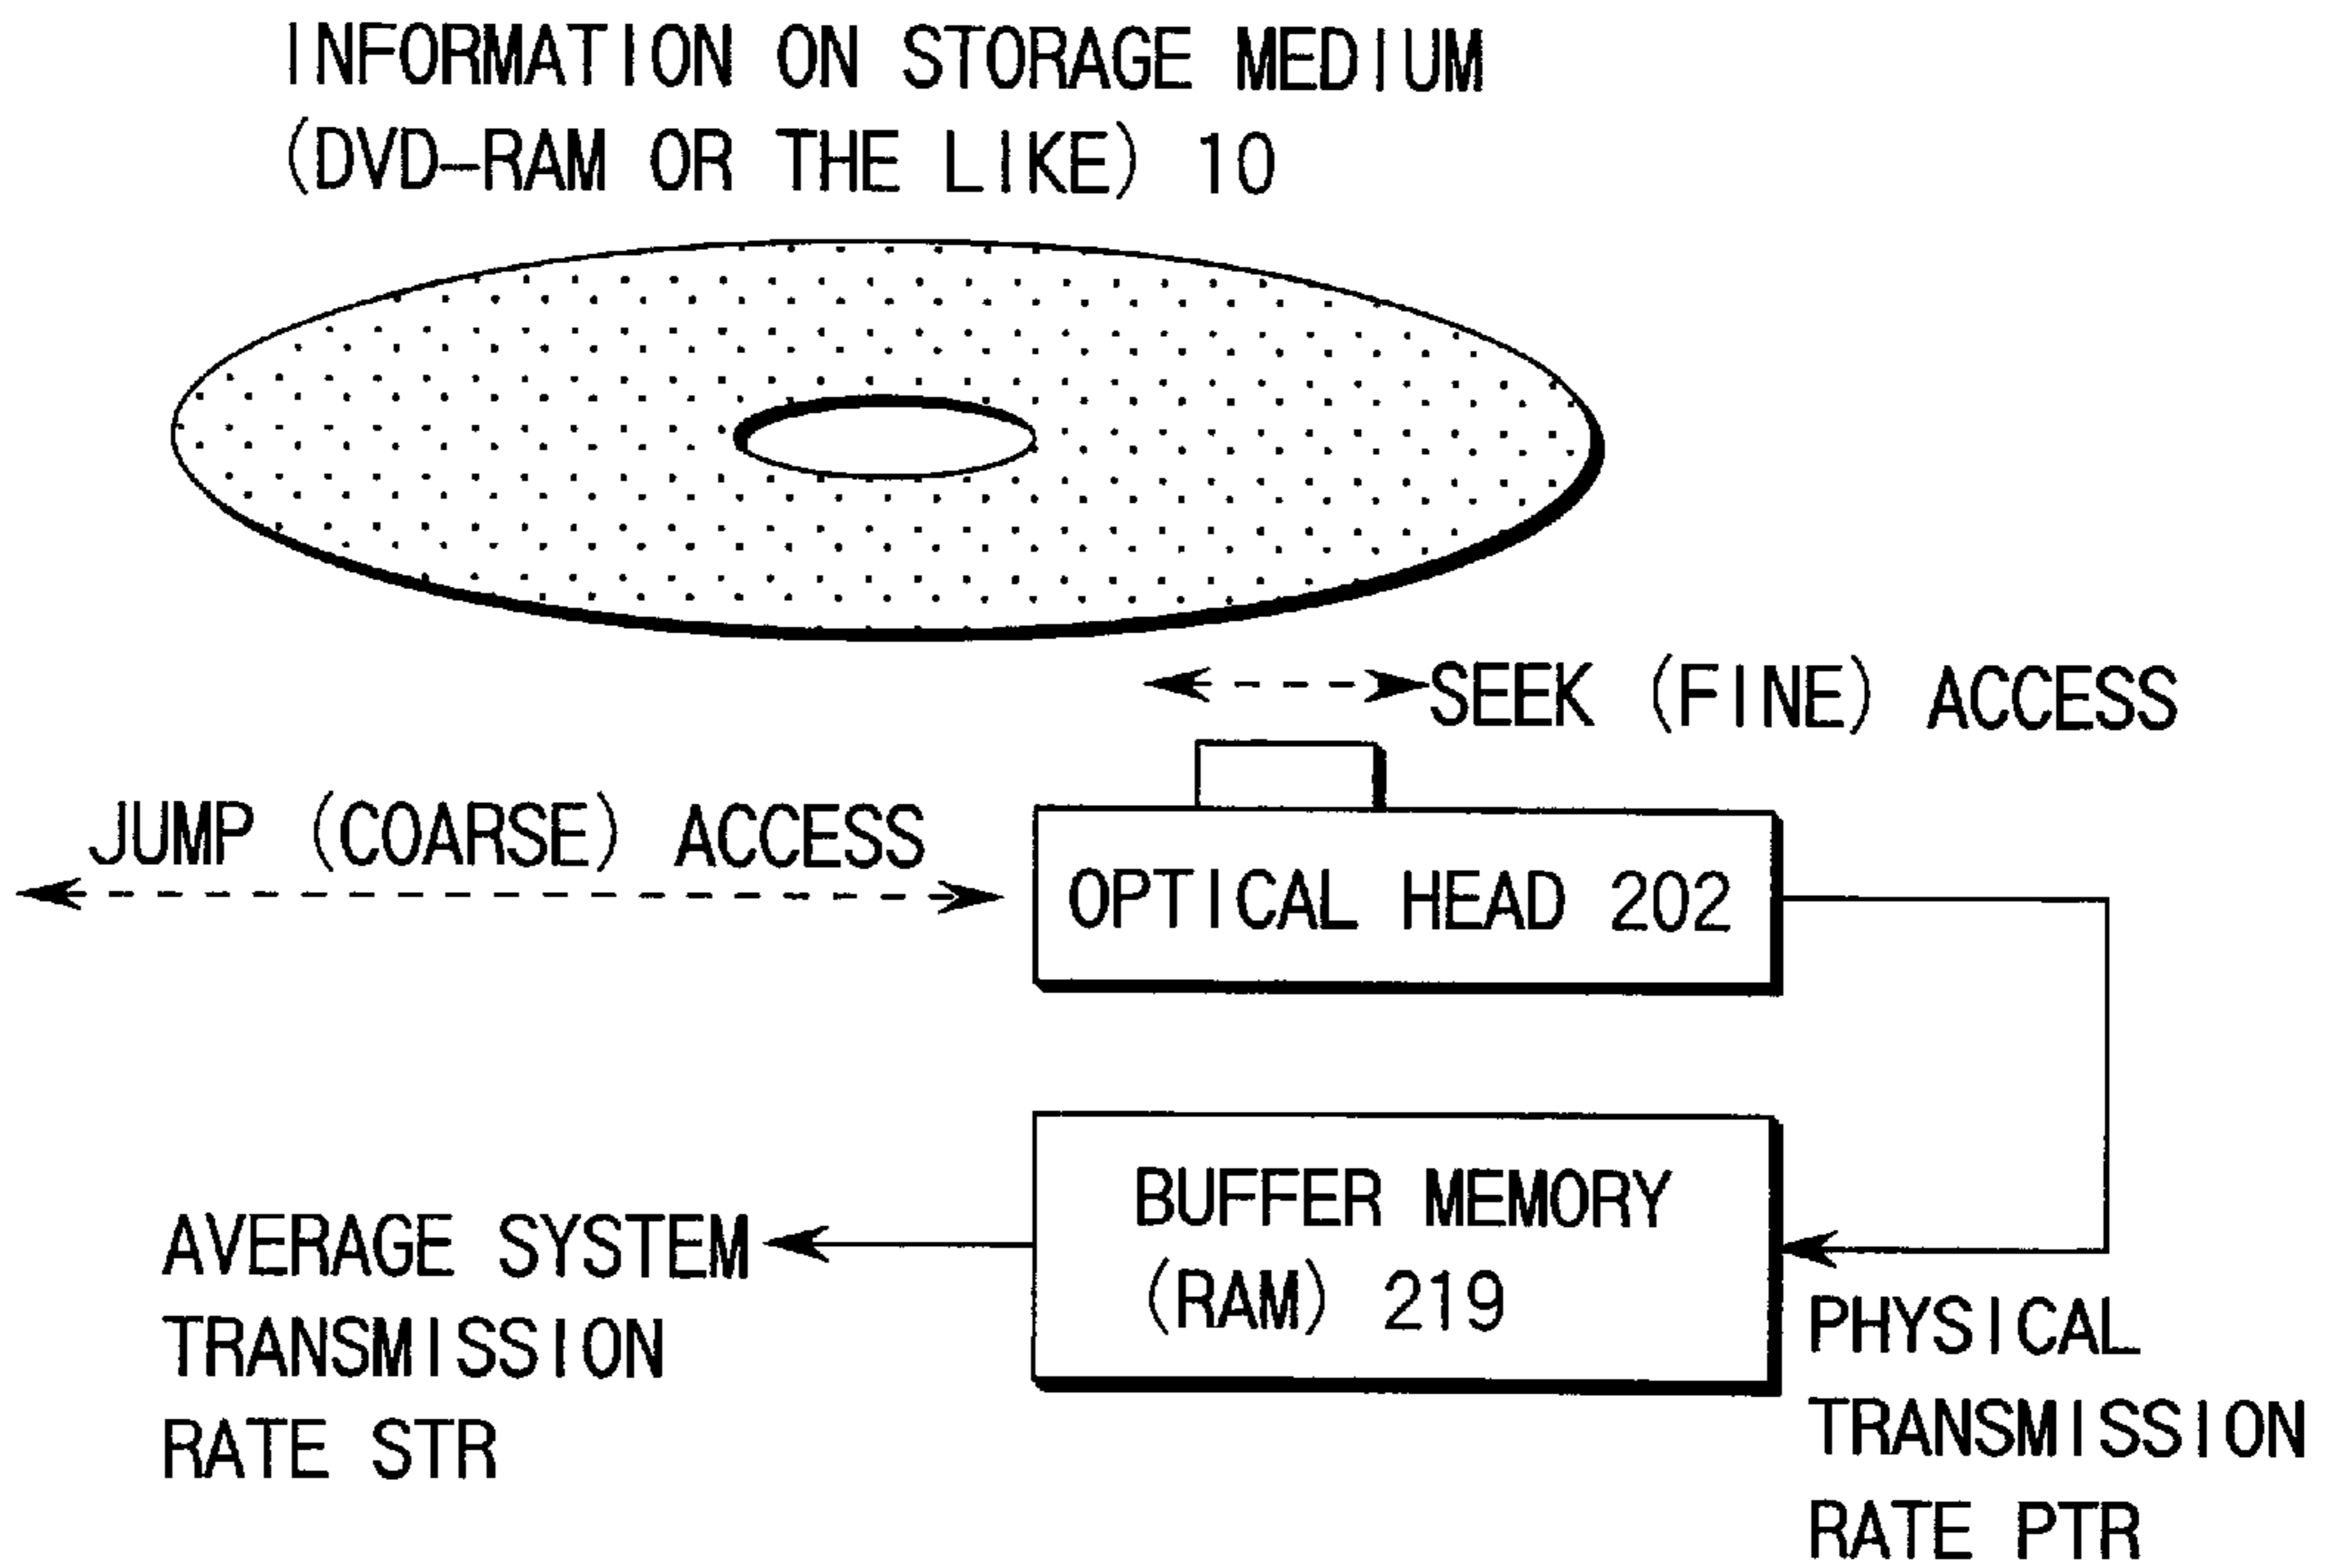 INFORMATION ON STORAGE MEDIUM
(DVD-RAM OR THE LIKE) 10
SEEK (FINE) ACCESS
JUMP (COARSE) ACCESS
OPTICAL HEAD 202
BUFFER MEMORY
(RAM) 219
AVERAGE SYSTEM
TRANSMISSION
RATE STR
PHYSICAL
TRANSMISSION
RATE PTR